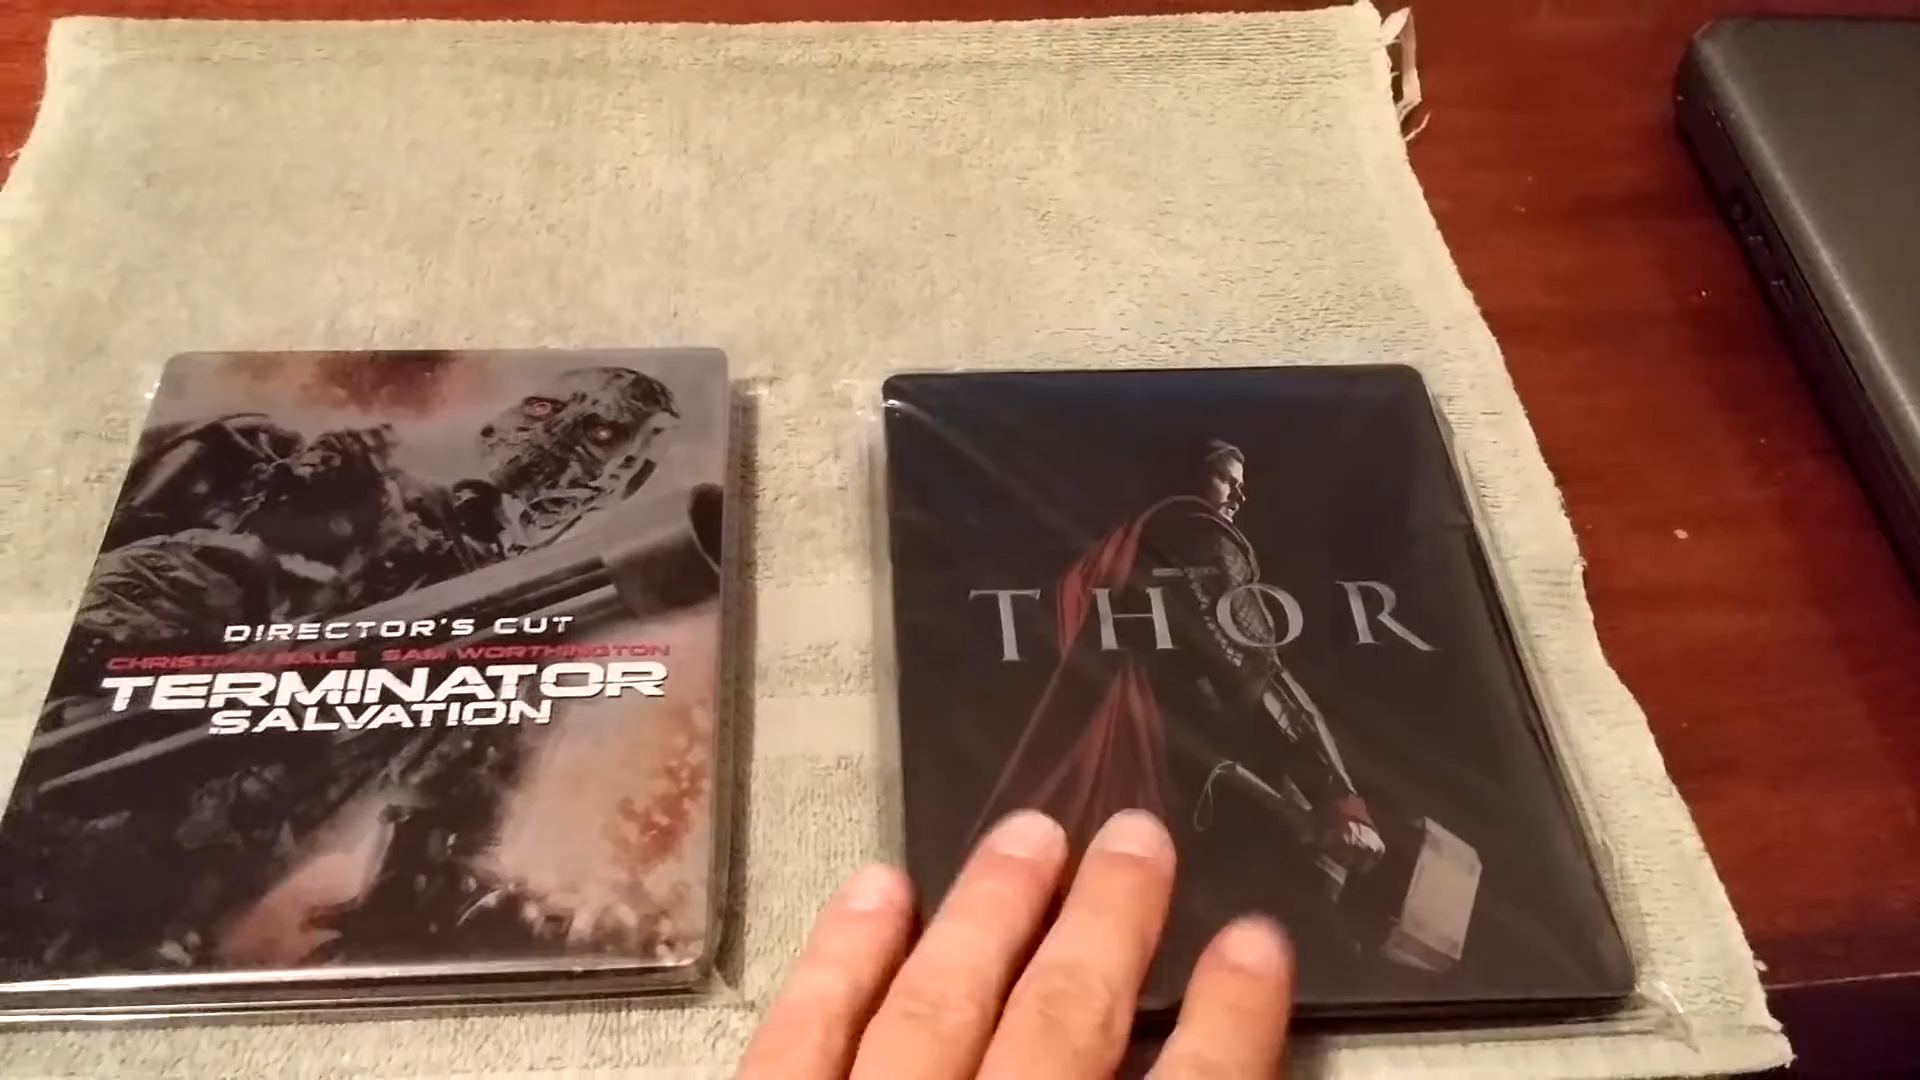 DIRECTOR'S CUT
CHRISTIAN BALE SAM WORTHINGTON
TERMINATOR
SALVATION
THOR